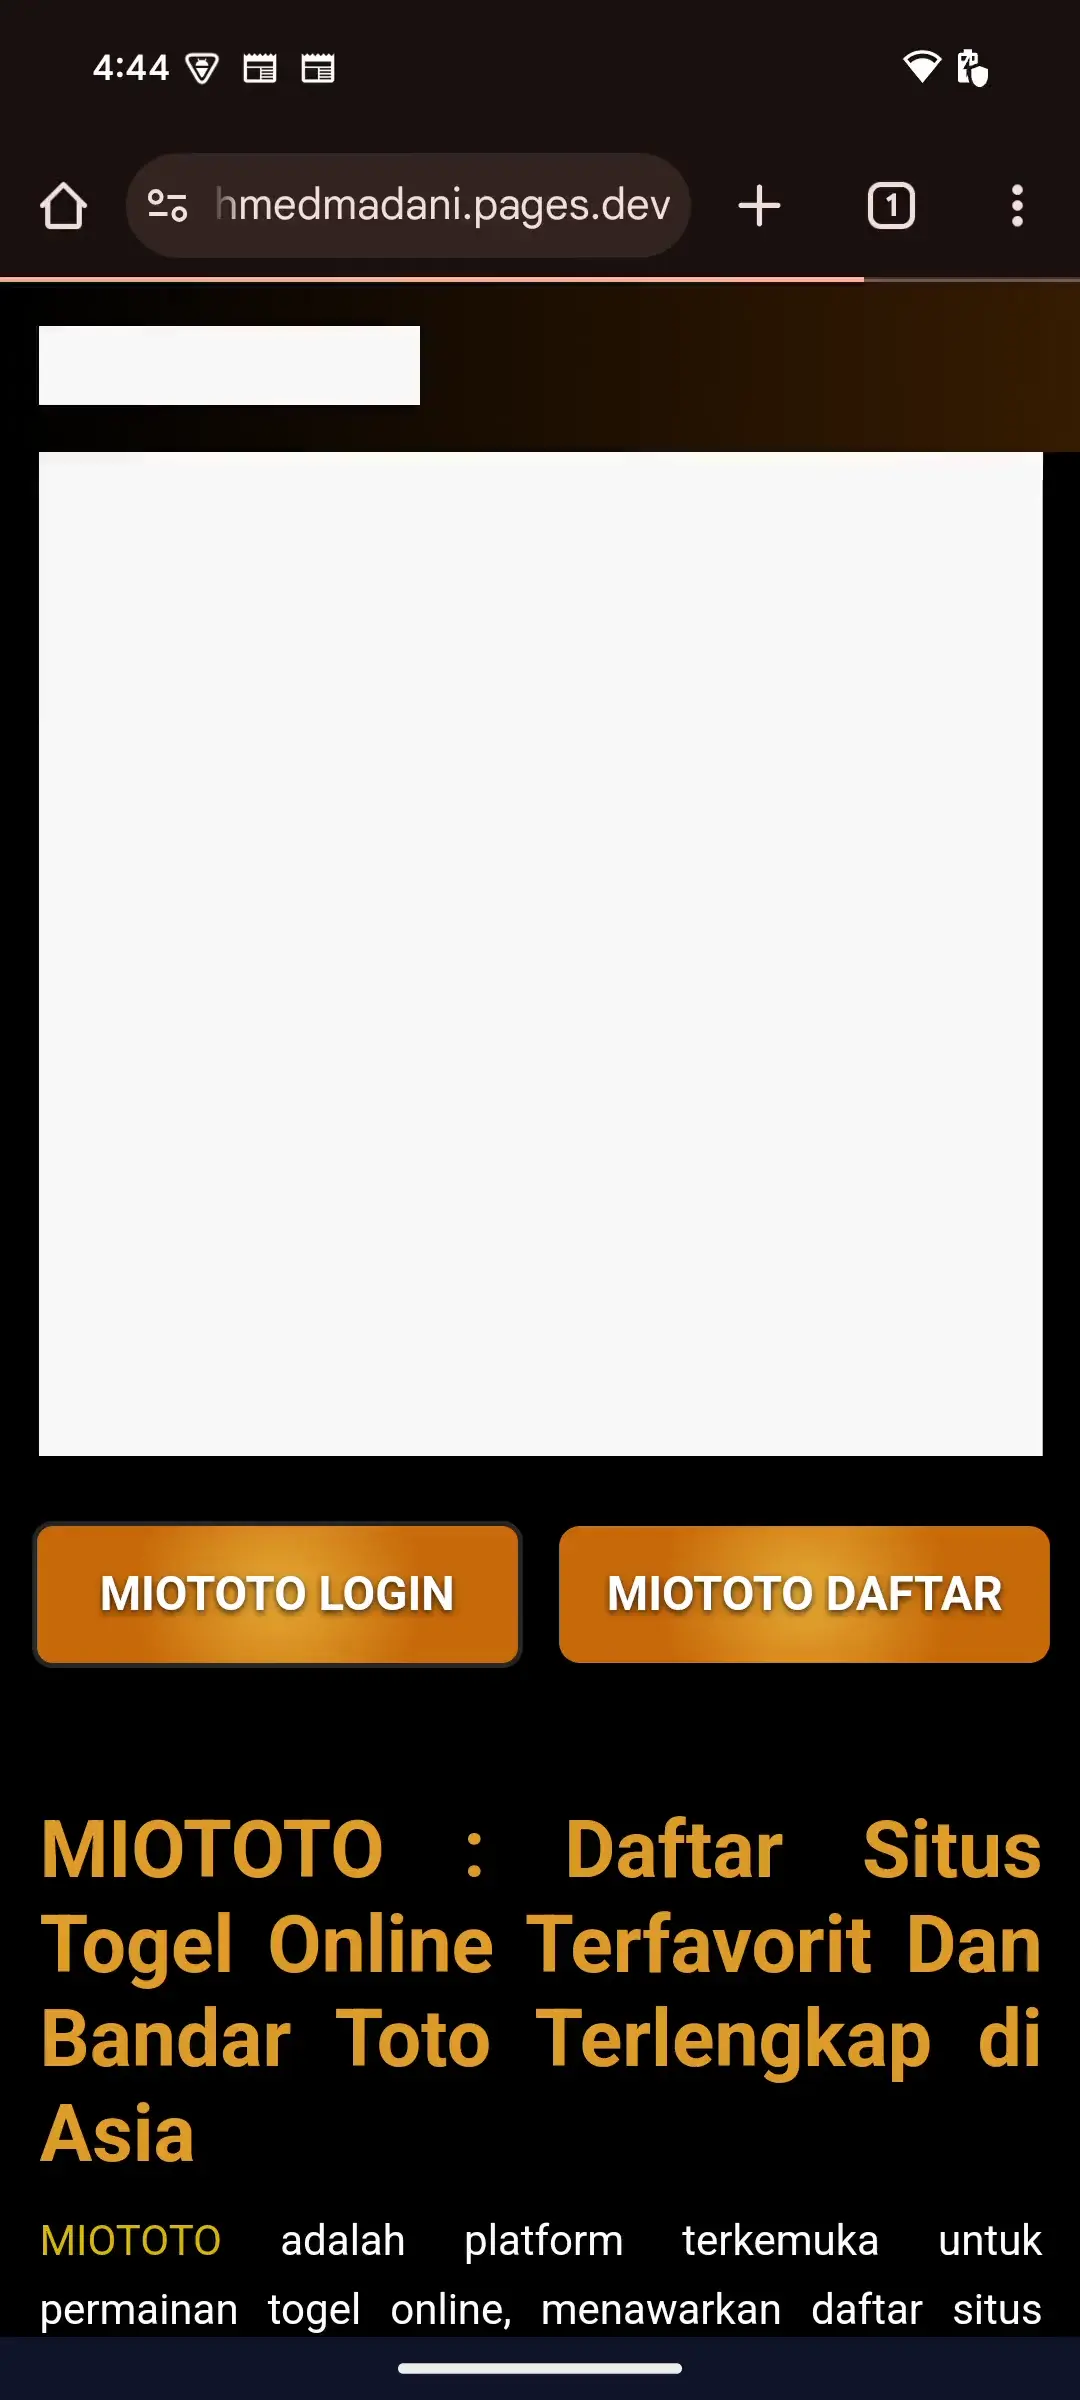 4:44
hmedmadani.pages.dev
1
MIOTOTO LOGIN
MIOTOTO DAFTAR
MIOTOTO : Daftar Situs
Togel Online Terfavorit Dan
Bandar Toto Terlengkap di
Asia
MIOTOTO adalah platform terkemuka untuk
permainan togel online, menawarkan daftar situs